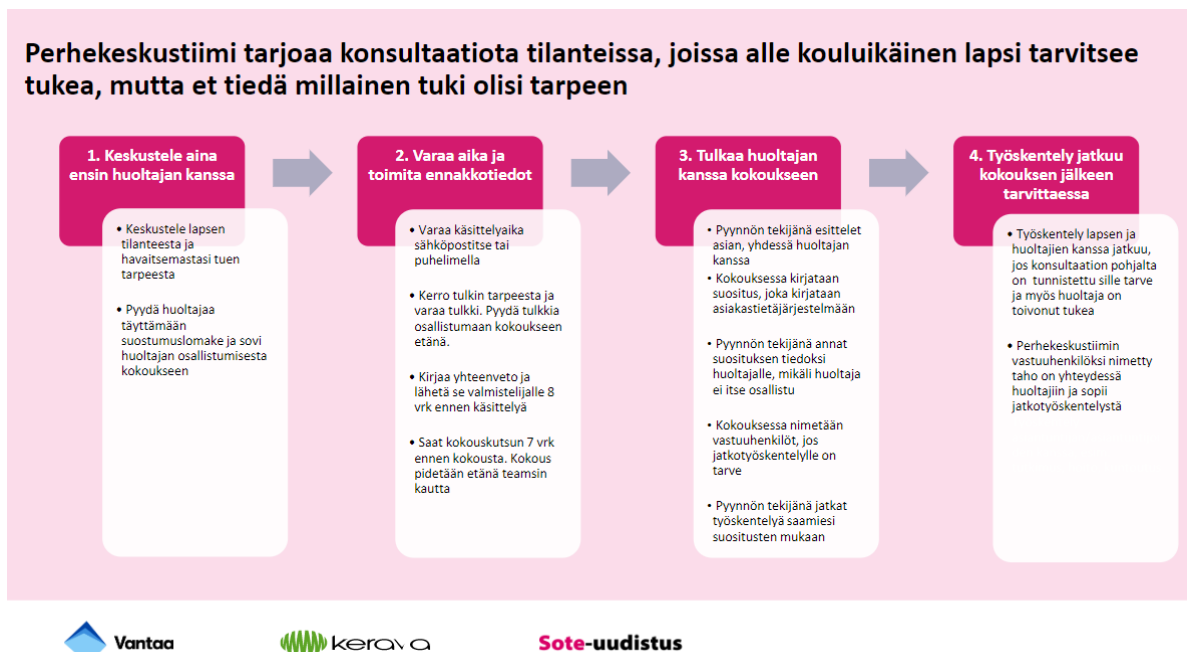 Perhekeskustiimi tarjoaa konsultaatiota tilanteissa, joissa alle kouluikäinen lapsi tarvitsee
tukea, mutta et tiedä millainen tuki olisi tarpeen
1. Keskustele aina
ensin huoltajan kanssa
• Keskustele lapsen
tilanteesta ja
havaitsemastasi tuen
tarpeesta
• Pyydä huoltajaa
täyttämään
suostumuslomake ja sovi
huoltajan osallistumisesta
kokoukseen
2. Varaa aika ja
toimita ennakkotiedot
• Varaa käsittelyaika
sähköpostitse tai
puhelimella
• Kerro tulkin tarpeesta ja
varaa tulkki. Pyydä tulkkia
osallistumaan kokoukseen
etänä.
• Kirjaa yhteenveto ja
lähetä se valmistelijalle 8
vrk ennen käsittelyä
• Saat kokouskutsun 7 vrk
ennen kokousta. Kokous
pidetään etänä teamsin
kautta
3. Tulkaa huoltajan
kanssa kokoukseen
• Pyynnön tekijänä esittelet
asian, yhdessä huoltajan
kanssa
• Kokouksessa kirjataan
suositus, joka kirjataan
asiakastietäjärjestelmään
• Pyynnön tekijänä annat
suosituksen tiedoksi
huoltajalle, mikäli huoltaja
ei itse osallistu
• Kokouksessa nimetään
vastuuhenkilöt, jos
jatkotyöskentelylle on
tarve
• Pyynnön tekijänä jatkat
työskentelyä saamiesi
suositusten mukaan
4. Työskentely jatkuu
kokouksen jälkeen
tarvittaessa
• Työskentely lapsen ja
huoltajien kanssa jatkuu,
jos konsultaation pohjalta
on tunnistettu sille tarve
ja myös huoltaja on
toivonut tukea
• Perhekeskustiimin
vastuuhenkilöksi nimetty
taho on yhteydessä
huoltajiin ja sopii
jatkotyöskentelystä
Vantaa
kerava
Sote-uudistus